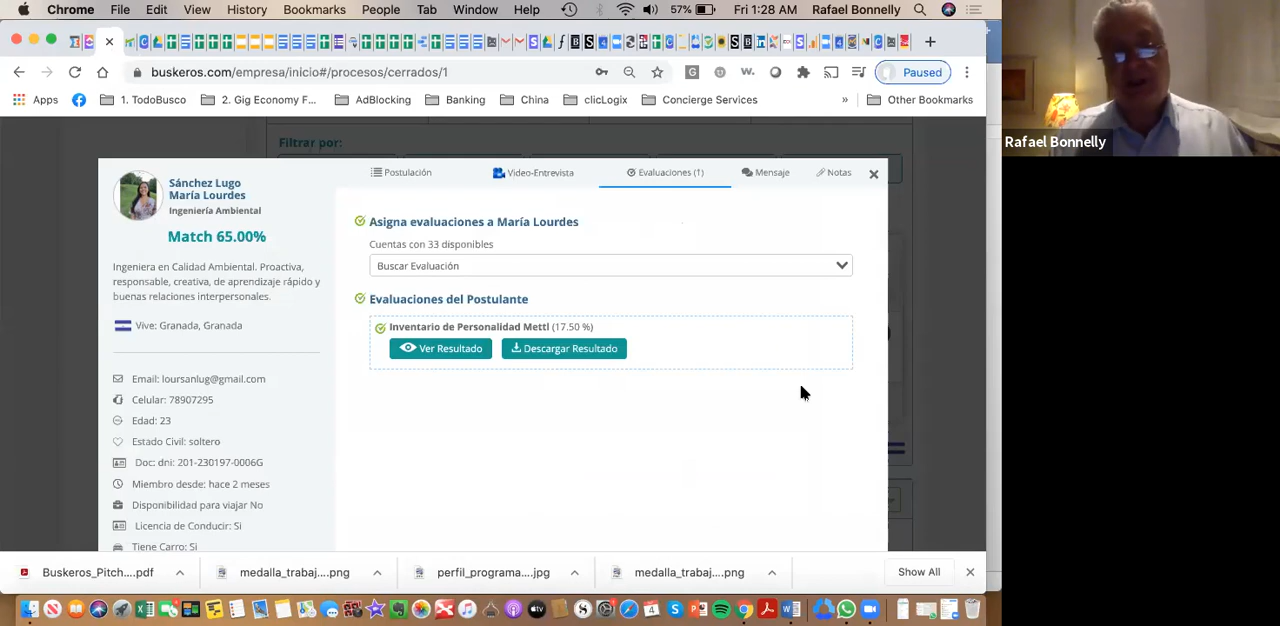 Chrome File Edit View History Bookmarks People Tab Window Help 57% Fri 1:28 AM Rafael Bonnelly
buskeros.com/empresa/inicio#/procesos/cerrados/1 Paused
Apps 1. TodoBusco 2. Gig Economy F... AdBlocking Banking China clicLogix Concierge Services » Other Bookmarks
Rafael Bonnelly
Filtrar por:
Sánchez Lugo
María Lourdes
Ingeniería Ambiental
Match 65.00%
Ingeniera en Calidad Ambiental. Proactiva,
responsable, creativa, de aprendizaje rápido y
buenas relaciones interpersonales.
Vive: Granada, Granada
Email: loursanlug@gmail.com
Celular: 78907295
Edad: 23
Estado Civil: soltero
Doc: dni: 201-230197-0006G
Miembro desde: hace 2 meses
Disponibilidad para viajar No
Licencia de Conducir: Si
Tiene Carro: Si
Postulación Video-Entrevista Evaluaciones (1) Mensaje Notas
Asigna evaluaciones a María Lourdes
Cuentas con 33 disponibles
Buscar Evaluación
Evaluaciones del Postulante
Inventario de Personalidad Mettl (17.50 %)
Ver Resultado Descargar Resultado
Buskeros_Pitch....pdf medalla_trabaj....png perfil_programa....jpg medalla_trabaj....png Show All